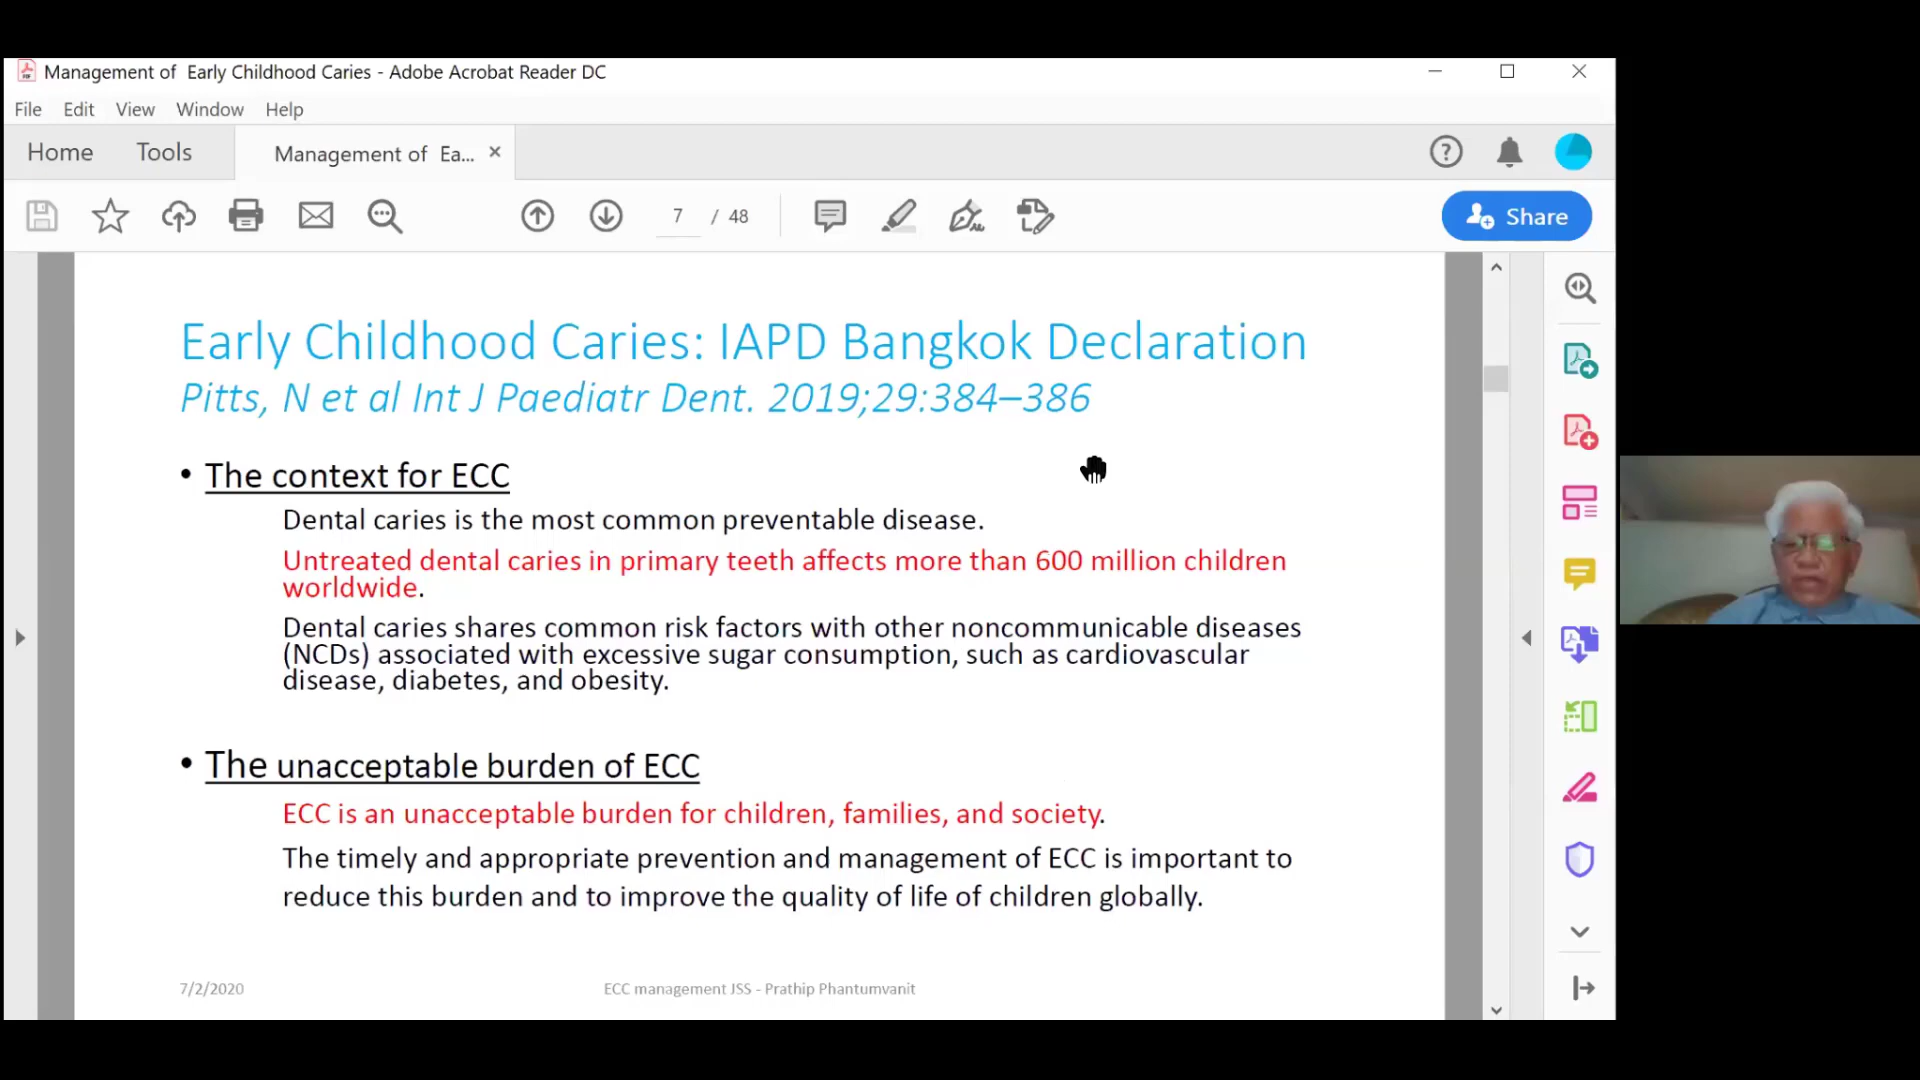 Management of Early Childhood Caries - Adobe Acrobat Reader DC
File Edit View Window Help
Home Tools Management of Ea...
7 / 48
Share
Early Childhood Caries: IAPD Bangkok Declaration
Pitts, N et al Int J Paediatr Dent. 2019;29:384–386
• The context for ECC
Dental caries is the most common preventable disease.
Untreated dental caries in primary teeth affects more than 600 million children
worldwide.
Dental caries shares common risk factors with other noncommunicable diseases
(NCDs) associated with excessive sugar consumption, such as cardiovascular
disease, diabetes, and obesity.
• The unacceptable burden of ECC
ECC is an unacceptable burden for children, families, and society.
The timely and appropriate prevention and management of ECC is important to
reduce this burden and to improve the quality of life of children globally.
7/2/2020 ECC management JSS - Prathip Phantumvanit